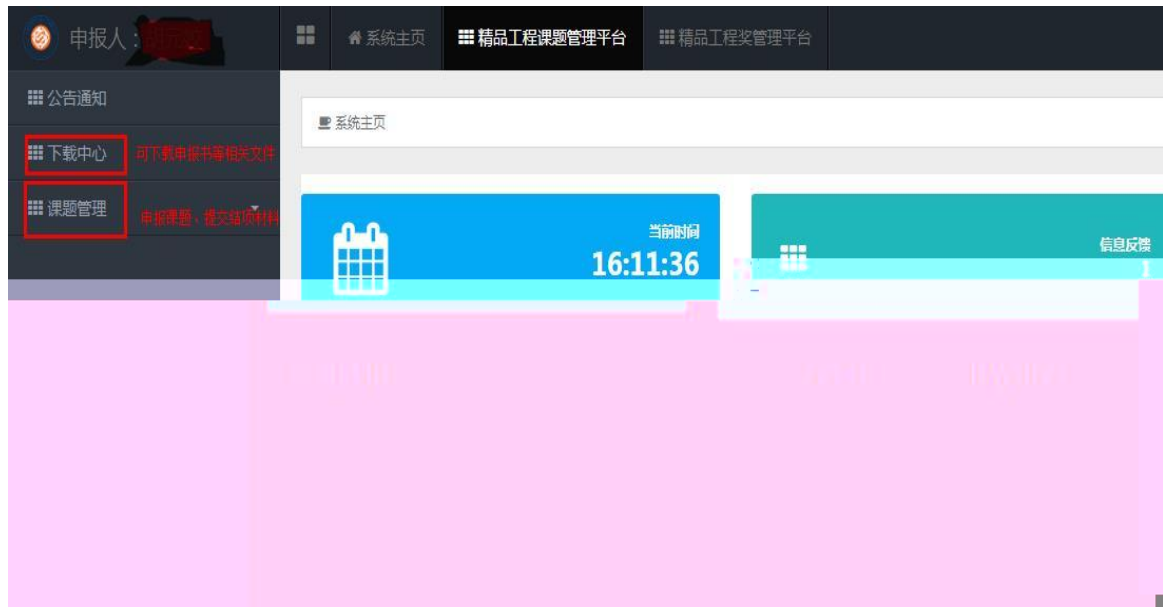 申报人：
系统主页
精品工程课题管理平台
精品工程奖管理平台
公告通知
系统主页
下载中心 可下载申报书等相关文件
课题管理 申报课题、提交结项材料
当前时间
16:11:36
信息反馈
1